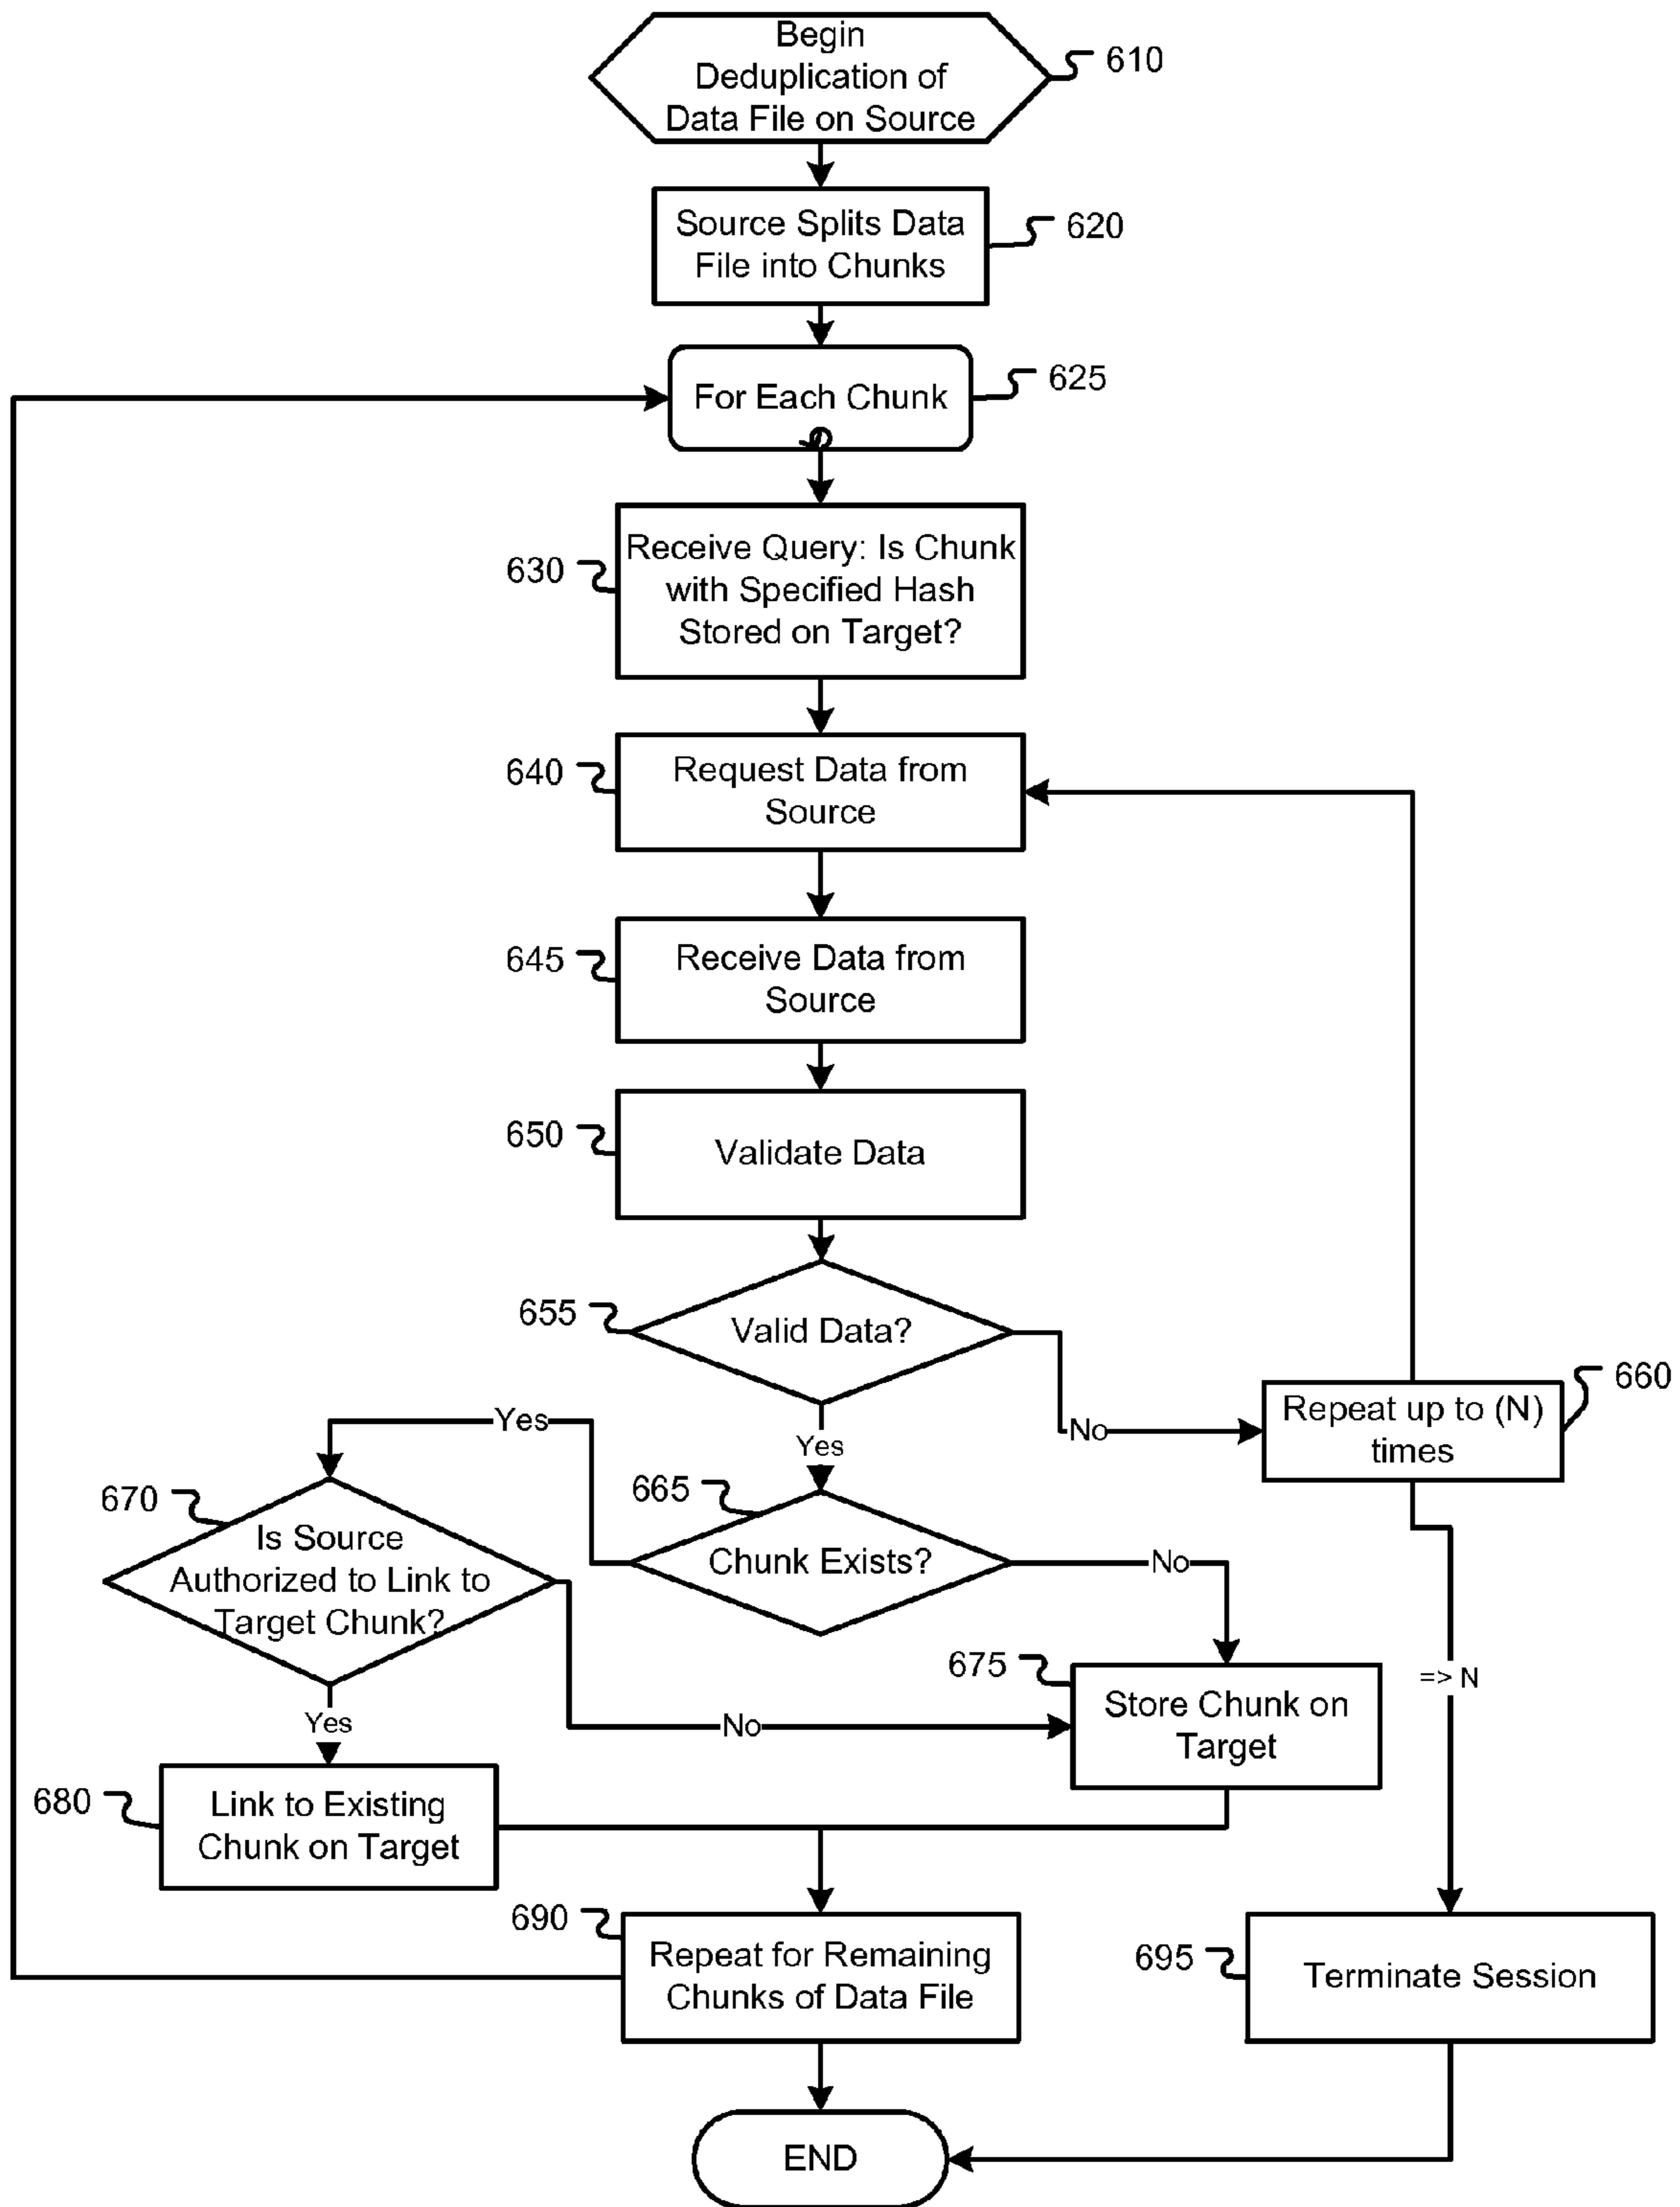 Begin
Deduplication of
Data File on Source
610
Source Splits Data
File into Chunks
620
For Each Chunk
625
630
Receive Query: Is Chunk
with Specified Hash
Stored on Target?
640
Request Data from
Source
645
Receive Data from
Source
650
Validate Data
655
Valid Data?
No
Yes
660
Repeat up to (N)
times
Yes
665
Chunk Exists?
No
670
Is Source
Authorized to Link to
Target Chunk?
No
Yes
675
Store Chunk on
Target
=> N
680
Link to Existing
Chunk on Target
690
Repeat for Remaining
Chunks of Data File
695
Terminate Session
END